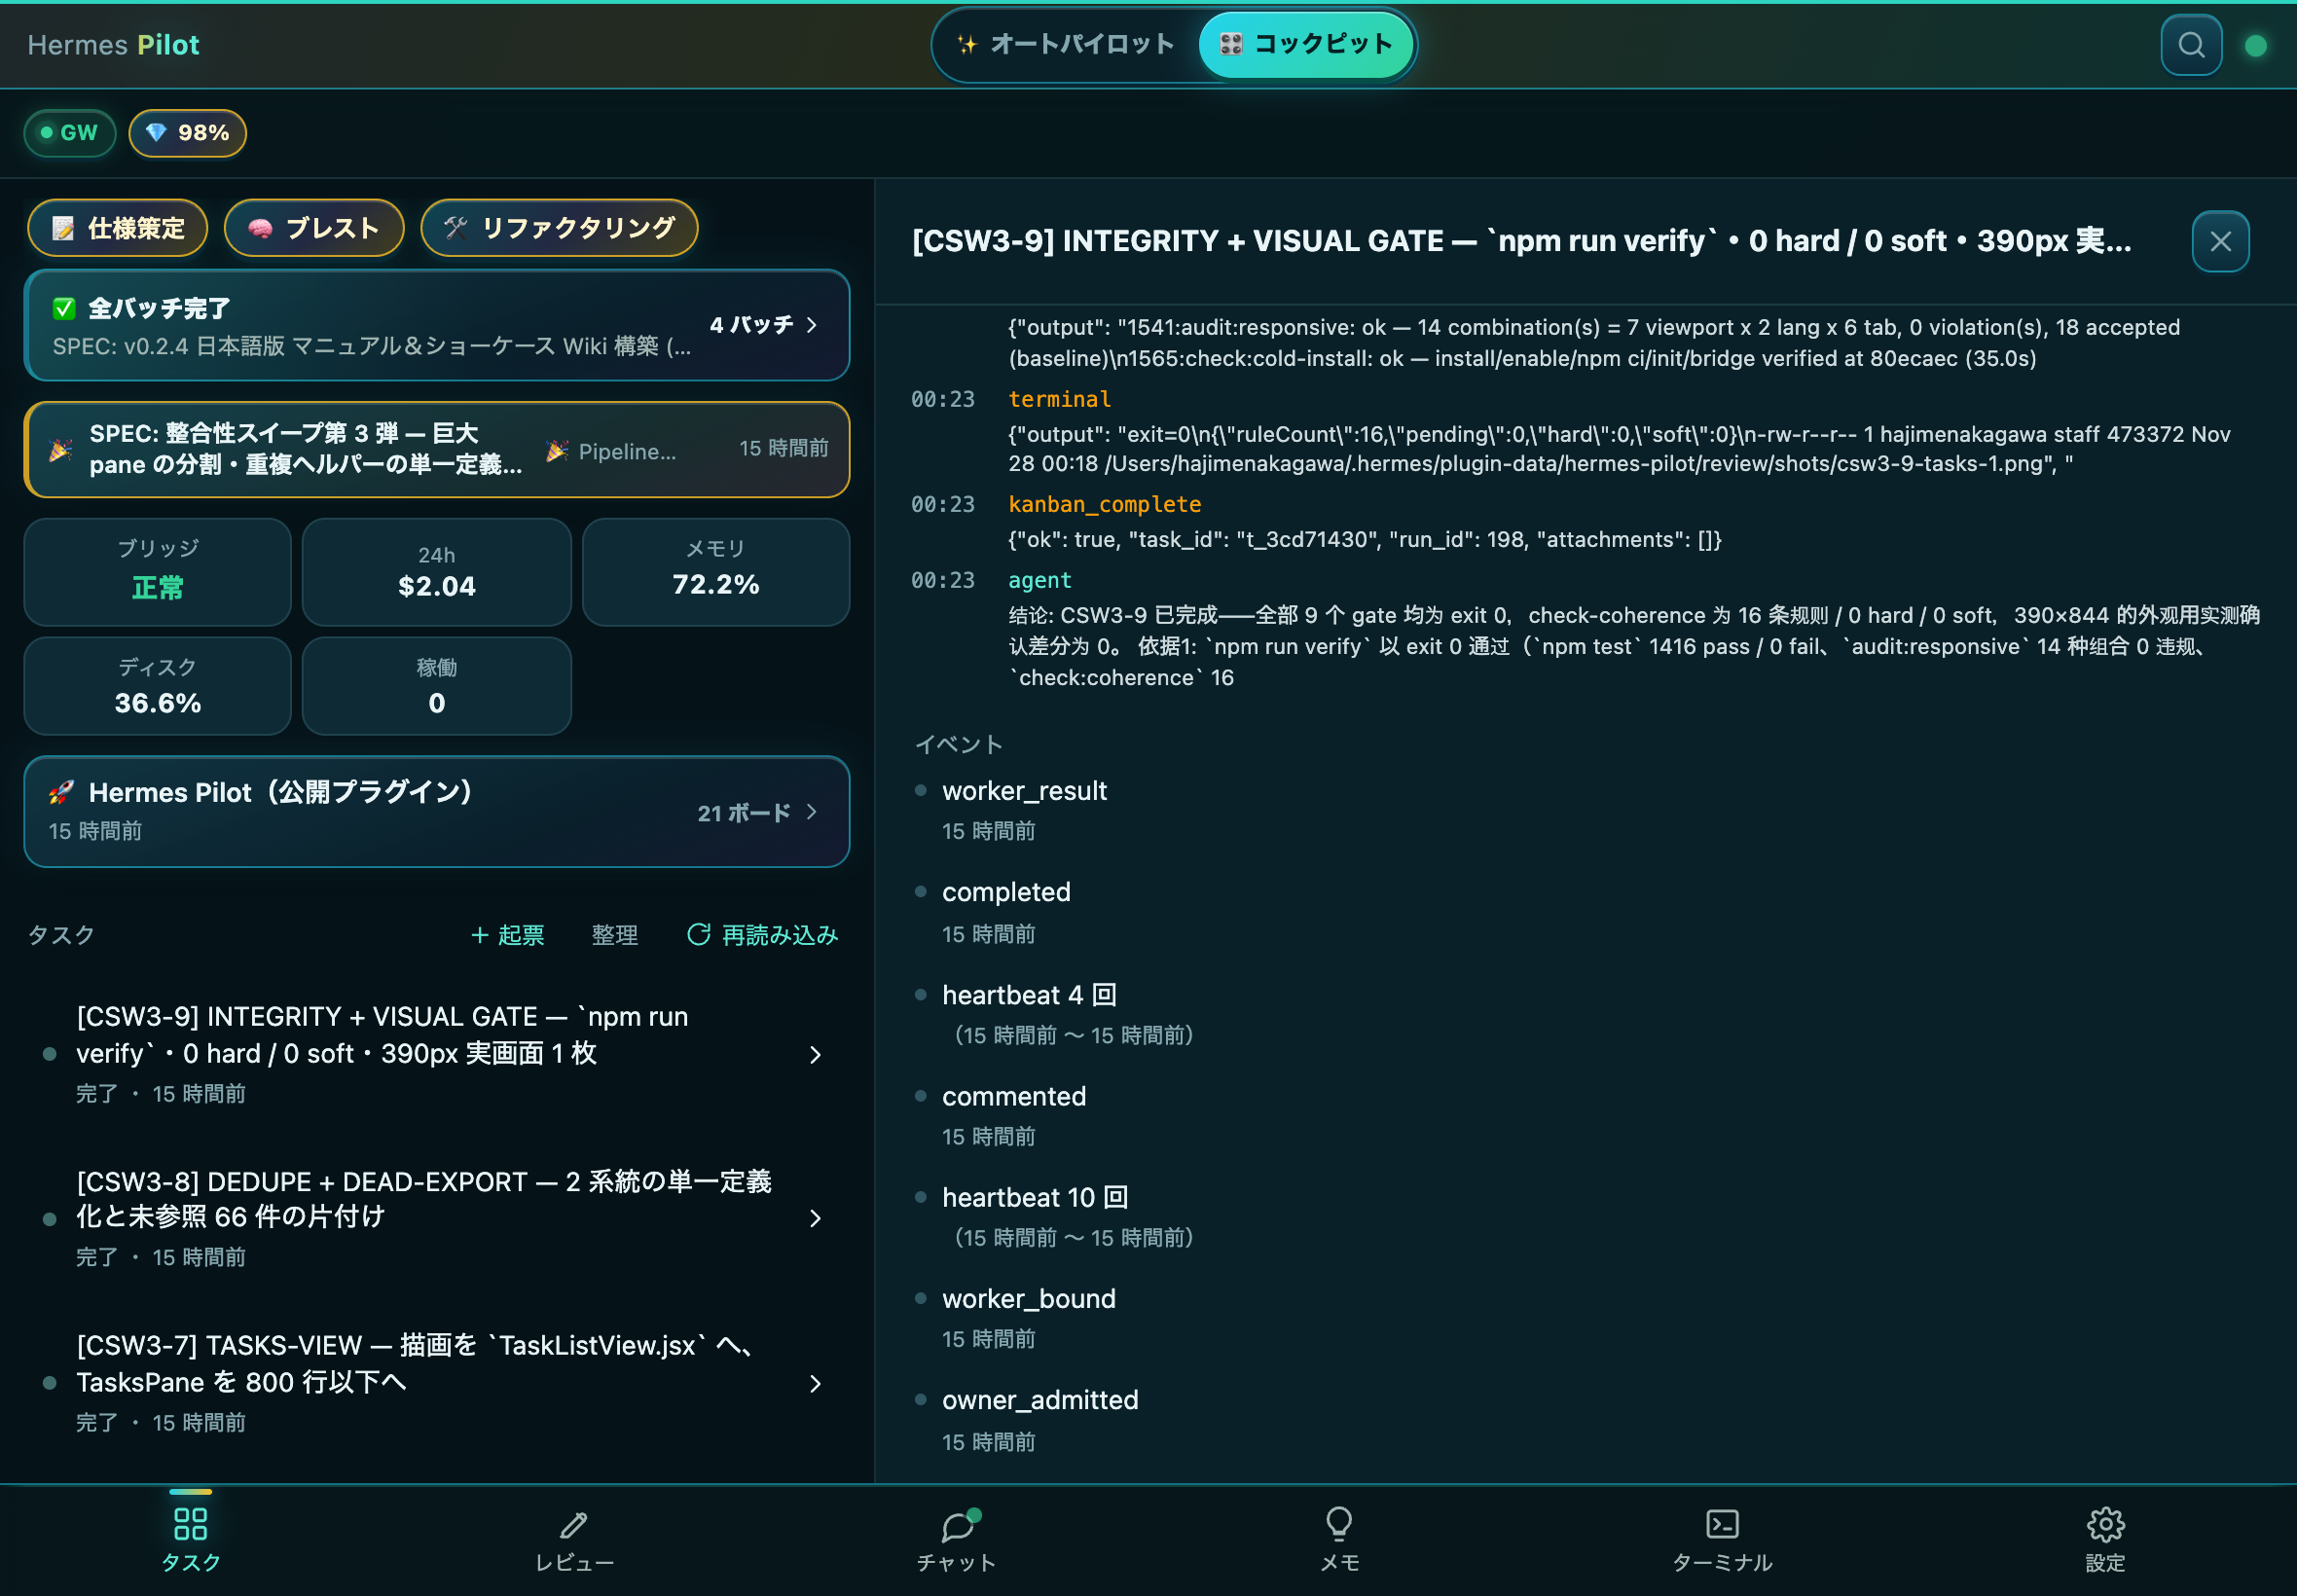 Hermes Pilot
✨ オートパイロット
🎛️ コックピット
GW
💎 98%
📝 仕様策定
🧠 ブレスト
🛠️ リファクタリング
✅ 全バッチ完了
SPEC: v0.2.4 日本語版 マニュアル＆ショーケース Wiki 構築 (...
4 バッチ
🎉 SPEC: 整合性スイープ第 3 弾 — 巨大
pane の分割・重複ヘルパーの単一定義...
🎉 Pipeline...
15 時間前
ブリッジ
正常
24h
$2.04
メモリ
72.2%
ディスク
36.6%
稼働
0
🚀 Hermes Pilot（公開プラグイン）
15 時間前
21 ボード
タスク
+ 起票
整理
再読み込み
[CSW3-9] INTEGRITY + VISUAL GATE — `npm run
verify`・0 hard / 0 soft・390px 実画面 1 枚
完了 ・ 15 時間前
[CSW3-8] DEDUPE + DEAD-EXPORT — 2 系統の単一定義
化と未参照 66 件の片付け
完了 ・ 15 時間前
[CSW3-7] TASKS-VIEW — 描画を `TaskListView.jsx` へ、
TasksPane を 800 行以下へ
完了 ・ 15 時間前
[CSW3-9] INTEGRITY + VISUAL GATE — `npm run verify`・0 hard / 0 soft・390px 実...
{"output": "1541:audit:responsive: ok — 14 combination(s) = 7 viewport x 2 lang x 6 tab, 0 violation(s), 18 accepted
(baseline)\n1565:check:cold-install: ok — install/enable/npm ci/init/bridge verified at 80ecaec (35.0s)
00:23 terminal
{"output": "exit=0\n{\"ruleCount\":16,\"pending\":0,\"hard\":0,\"soft\":0}\n-rw-r--r-- 1 hajimenakagawa staff 473372 Nov
28 00:18 /Users/hajimenakagawa/.hermes/plugin-data/hermes-pilot/review/shots/csw3-9-tasks-1.png", "
00:23 kanban_complete
{"ok": true, "task_id": "t_3cd71430", "run_id": 198, "attachments": []}
00:23 agent
结论: CSW3-9 已完成——全部 9 个 gate 均为 exit 0，check-coherence 为 16 条规则 / 0 hard / 0 soft，390×844 的外观用实测确
认差分为 0。 依据1: `npm run verify` 以 exit 0 通过（`npm test` 1416 pass / 0 fail、`audit:responsive` 14 种组合 0 违规、
`check:coherence` 16
イベント
worker_result
15 時間前
completed
15 時間前
heartbeat 4 回
（15 時間前 〜 15 時間前）
commented
15 時間前
heartbeat 10 回
（15 時間前 〜 15 時間前）
worker_bound
15 時間前
owner_admitted
15 時間前
タスク
レビュー
チャット
メモ
ターミナル
設定